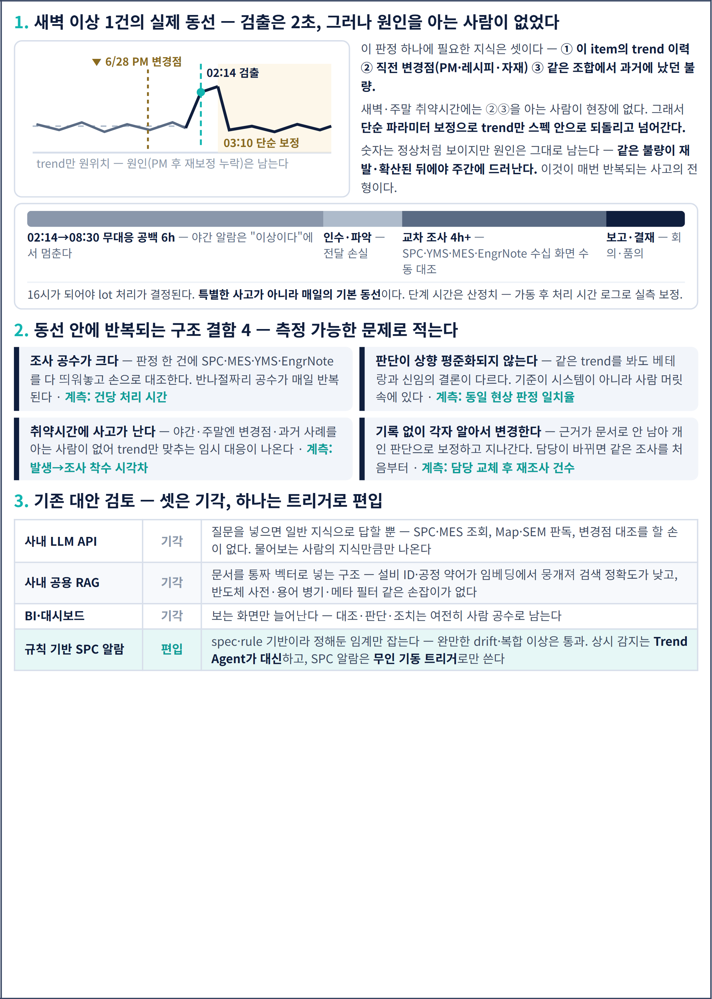 1. 새벽 이상 1건의 실제 동선 — 검출은 2초, 그러나 원인을 아는 사람이 없었다
▼ 6/28 PM 변경점
02:14 검출
03:10 단순 보정
trend만 원위치 — 원인(PM 후 재보정 누락)은 남는다
이 판정 하나에 필요한 지식은 셋이다 — ① 이 item의 trend 이력
② 직전 변경점(PM·레시피·자재) ③ 같은 조합에서 과거에 났던 불
량.
새벽·주말 취약시간에는 ②③을 아는 사람이 현장에 없다. 그래서
단순 파라미터 보정으로 trend만 스펙 안으로 되돌리고 넘어간다.
숫자는 정상처럼 보이지만 원인은 그대로 남는다 — 같은 불량이 재
발·확산된 뒤에야 주간에 드러난다. 이것이 매번 반복되는 사고의 전
형이다.
02:14→08:30 무대응 공백 6h — 야간 알람은 "이상이다"에
서 멈춘다
인수·파악 —
전달 손실
교차 조사 4h+ —
SPC·YMS·MES·EngrNote 수십 화면 수
동 대조
보고·결재 — 회
의·품의
16시가 되어야 lot 처리가 결정된다. 특별한 사고가 아니라 매일의 기본 동선이다. 단계 시간은 산정치 — 가동 후 처리 시간 로그로 실측 보정.
2. 동선 안에 반복되는 구조 결함 4 — 측정 가능한 문제로 적는다
조사 공수가 크다 — 판정 한 건에 SPC·MES·YMS·EngrNote
를 다 띄워놓고 손으로 대조한다. 반나절짜리 공수가 매일 반복
된다 · 계측: 건당 처리 시간
판단이 상향 평준화되지 않는다 — 같은 trend를 봐도 베테
랑과 신임의 결론이 다르다. 기준이 시스템이 아니라 사람 머릿
속에 있다 · 계측: 동일 현상 판정 일치율
취약시간에 사고가 난다 — 야간·주말엔 변경점·과거 사례를
아는 사람이 없어 trend만 맞추는 임시 대응이 나온다 · 계측:
발생→조사 착수 시각차
기록 없이 각자 알아서 변경한다 — 근거가 문서로 안 남아 개
인 판단으로 보정하고 지나간다. 담당이 바뀌면 같은 조사를 처
음부터 · 계측: 담당 교체 후 재조사 건수
3. 기존 대안 검토 — 셋은 기각, 하나는 트리거로 편입
사내 LLM API
기각
질문을 넣으면 일반 지식으로 답할 뿐 — SPC·MES 조회, Map·SEM 판독, 변경점 대조를 할 손
이 없다. 물어보는 사람의 지식만큼만 나온다
사내 공용 RAG
기각
문서를 통짜 벡터로 넣는 구조 — 설비 ID·공정 약어가 임베딩에서 뭉개져 검색 정확도가 낮고,
반도체 사전·용어 병기·메타 필터 같은 손잡이가 없다
BI·대시보드
기각
보는 화면만 늘어난다 — 대조·판단·조치는 여전히 사람 공수로 남는다
규칙 기반 SPC 알람
편입
spec·rule 기반이라 정해둔 임계만 잡는다 — 완만한 drift·복합 이상은 통과. 상시 감지는 Trend
Agent가 대신하고, SPC 알람은 무인 기동 트리거로만 쓴다